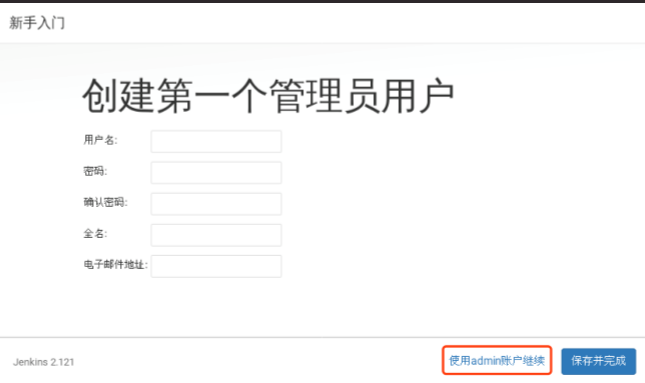 新手入门
创建第一个管理员用户
用户名:
密码:
确认密码:
全名:
电子邮件地址:
Jenkins 2.121
使用admin账户继续
保存并完成